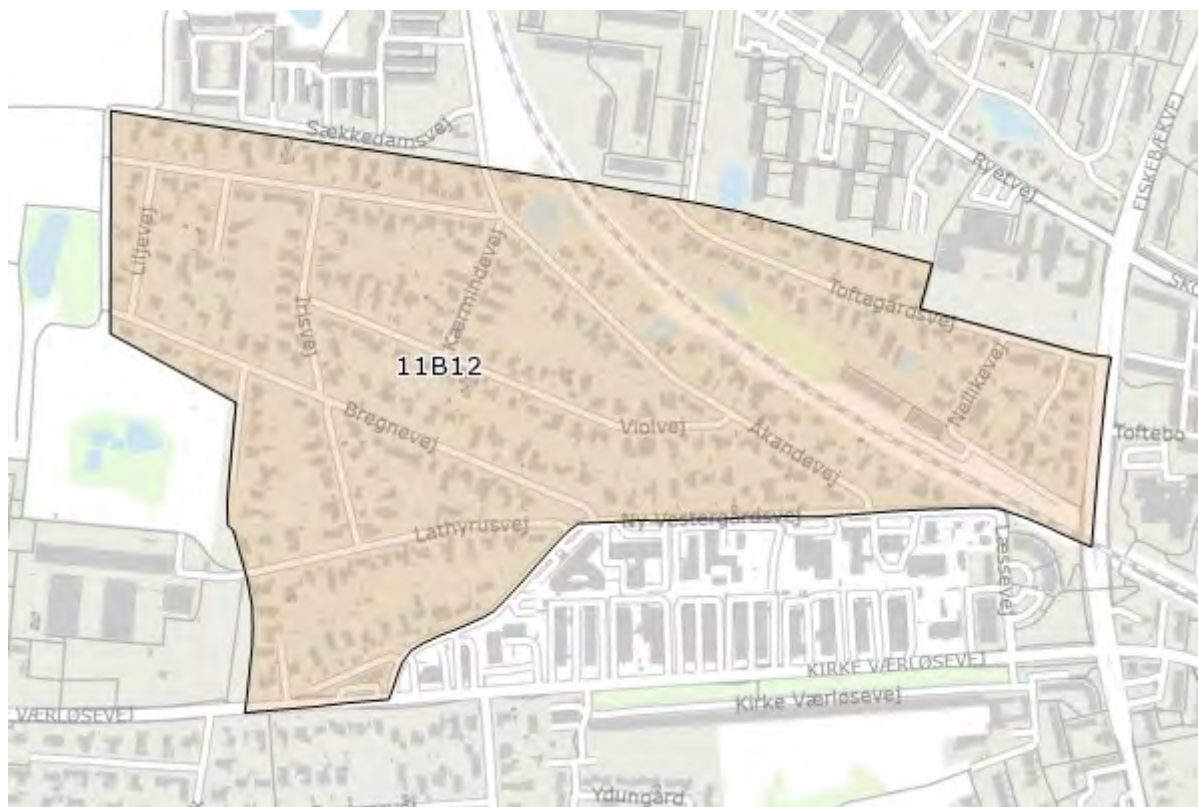 Sækkedamsvej
Ryetvej
FISKEBÆKVEJ
Liljevej
Kærmindevej
Irisvej
Toftagårdsvej
11B12
Nellikevej
Bregnevej
Violvej
Åkandevej
Toftebo
Lathyrusvej
Ny Vestergårdsvej
Læssevej
KIRKE VÆRLØSEVEJ
Kirke Værløsevej
VÆRLØSEVEJ
Ydungård